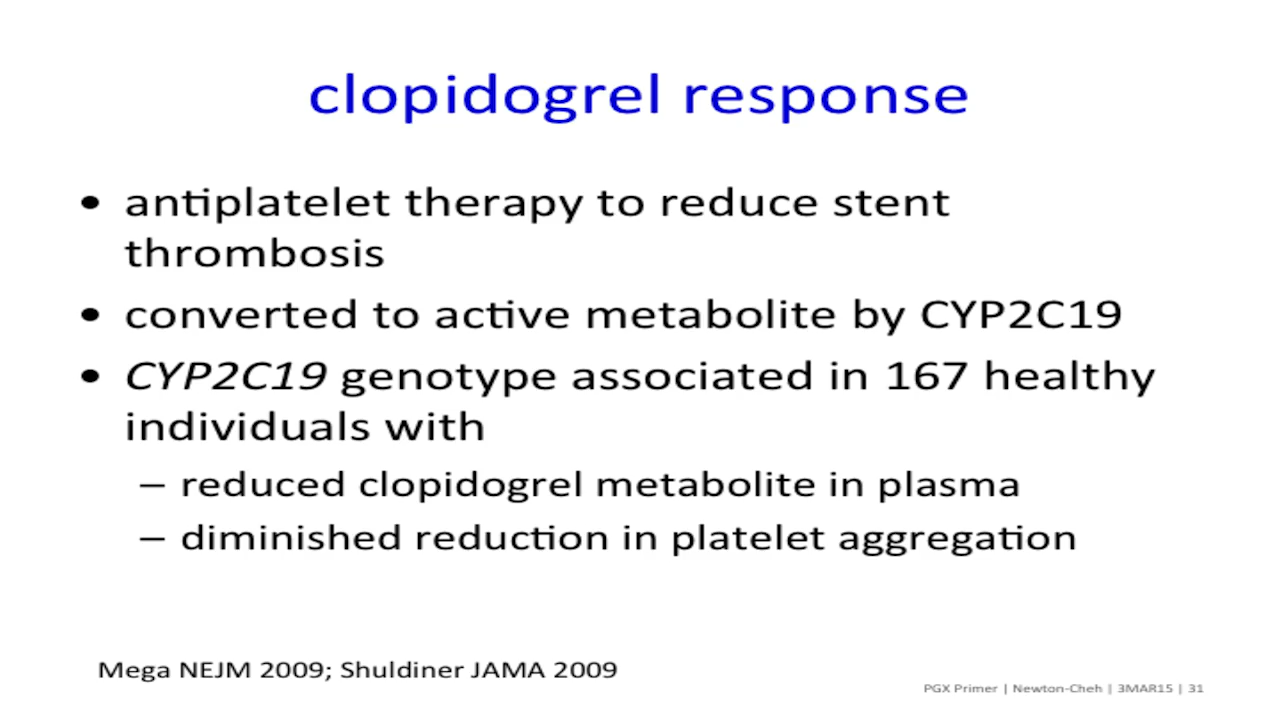 clopidogrel response
• antiplatelet therapy to reduce stent
thrombosis
• converted to active metabolite by CYP2C19
• CYP2C19 genotype associated in 167 healthy
individuals with
– reduced clopidogrel metabolite in plasma
– diminished reduction in platelet aggregation
Mega NEJM 2009; Shuldiner JAMA 2009
PGX Primer | Newton-Cheh | 3MAR15 | 31